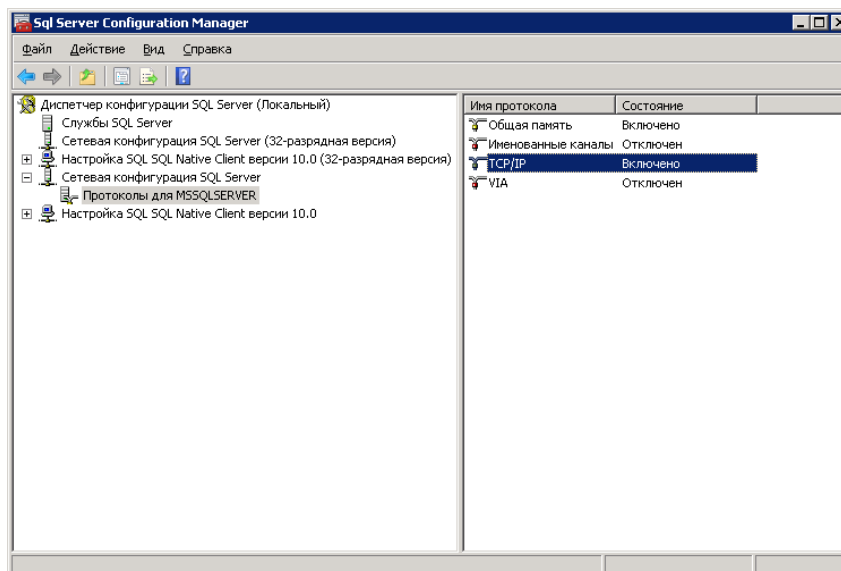 Sql Server Configuration Manager
Файл Действие Вид Справка
Диспетчер конфигурации SQL Server (Локальный)
Службы SQL Server
Сетевая конфигурация SQL Server (32-разрядная версия)
Настройка SQL SQL Native Client версии 10.0 (32-разрядная версия)
Сетевая конфигурация SQL Server
Протоколы для MSSQLSERVER
Настройка SQL SQL Native Client версии 10.0
Имя протокола Состояние
Общая память Включено
Именованные каналы Отключен
TCP/IP Включено
VIA Отключен